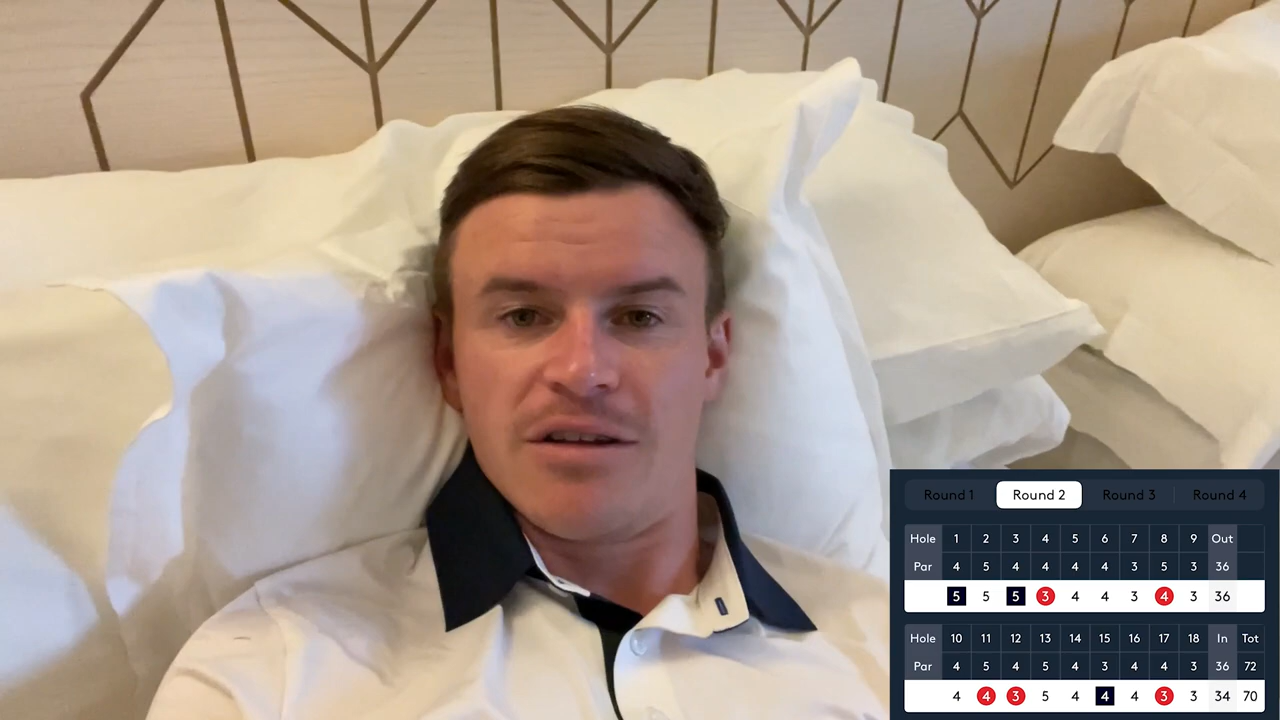 Round 1 Round 2 Round 3 Round 4
Hole 1 2 3 4 5 6 7 8 9 Out
Par 4 5 4 4 4 4 3 5 3 36
5 5 5 3 4 4 3 4 3 36
Hole 10 11 12 13 14 15 16 17 18 In Tot
Par 4 5 4 5 4 3 4 4 3 36 72
4 4 3 5 4 4 4 3 3 34 70